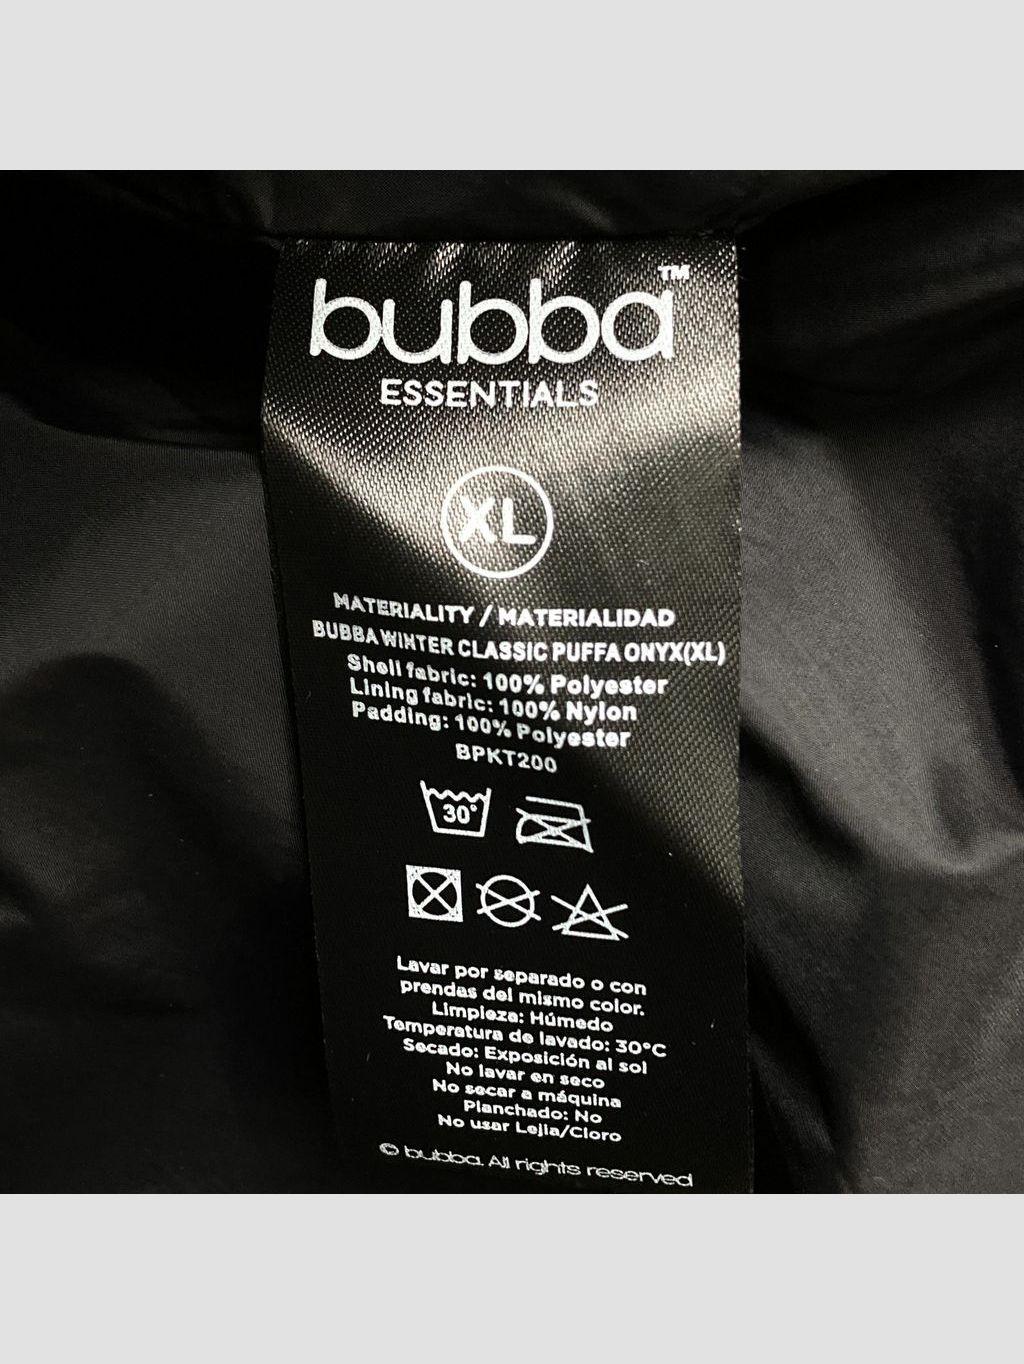 bubba™
ESSENTIALS
XL
MATERIALITY / MATERIALIDAD
BUBBA WINTER CLASSIC PUFFA ONYX(XL)
Shell fabric: 100% Polyester
Lining fabric: 100% Nylon
Padding: 100% Polyester
BPKT200
30°
Lavar por separado o con
prendas del mismo color.
Limpieza: Húmedo
Temperatura de lavado: 30°C
Secado: Exposición al sol
No lavar en seco
No secar a máquina
Planchado: No
No usar Lejía/Cloro
© bubba. All rights reserved